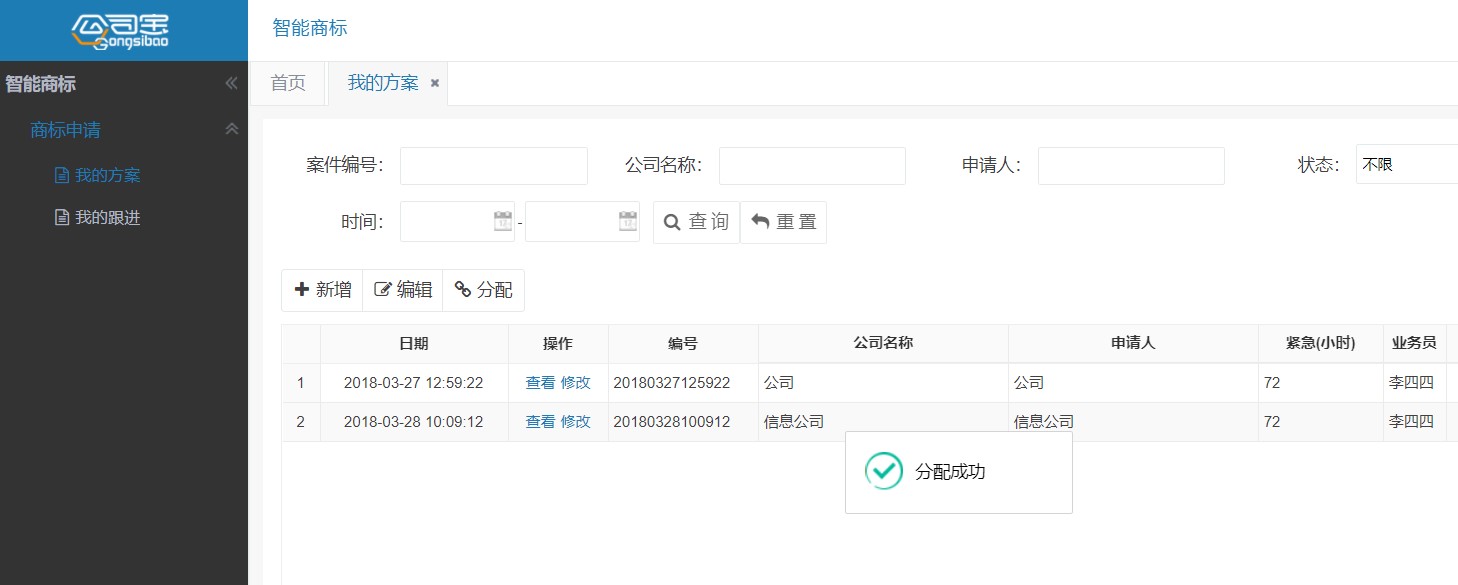 公司宝
Gongsibao
智能商标
智能商标
首页 我的方案
商标申请
我的方案
我的跟进
案件编号: 公司名称: 申请人: 状态: 不限
时间: - 查 询 重 置
新增 编辑 分配
日期 操作 编号 公司名称 申请人 紧急(小时) 业务员
1 2018-03-27 12:59:22 查看 修改 20180327125922 公司 公司 72 李四四
2 2018-03-28 10:09:12 查看 修改 20180328100912 信息公司 信息公司 72 李四四
分配成功